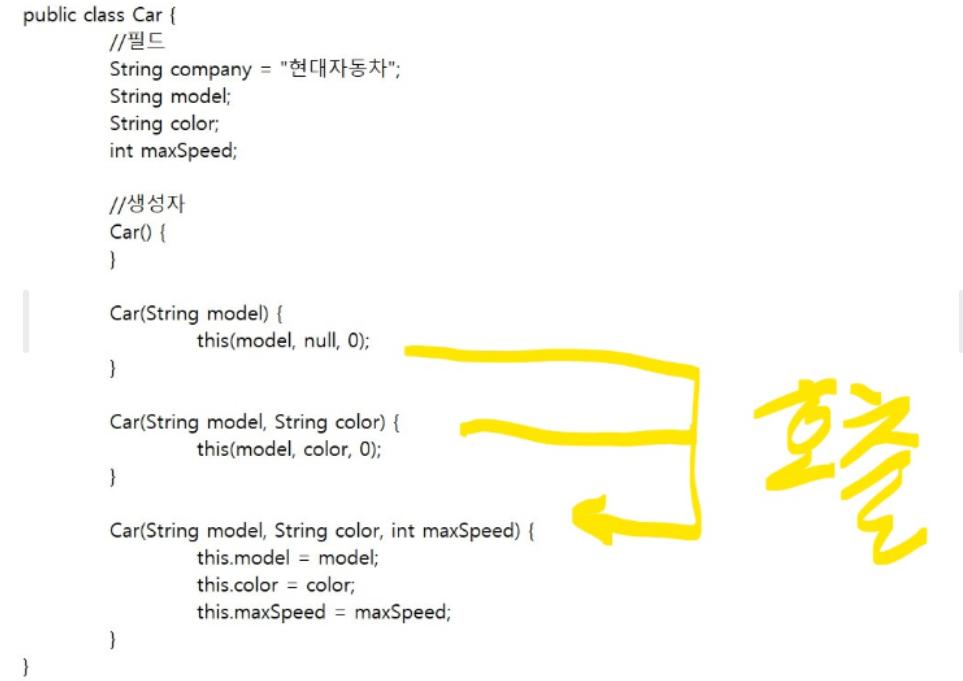 public class Car {
//필드
String company = "현대자동차";
String model;
String color;
int maxSpeed;
//생성자
Car() {
}
Car(String model) {
this(model, null, 0);
}
Car(String model, String color) {
this(model, color, 0);
}
Car(String model, String color, int maxSpeed) {
this.model = model;
this.color = color;
this.maxSpeed = maxSpeed;
}
}
호출